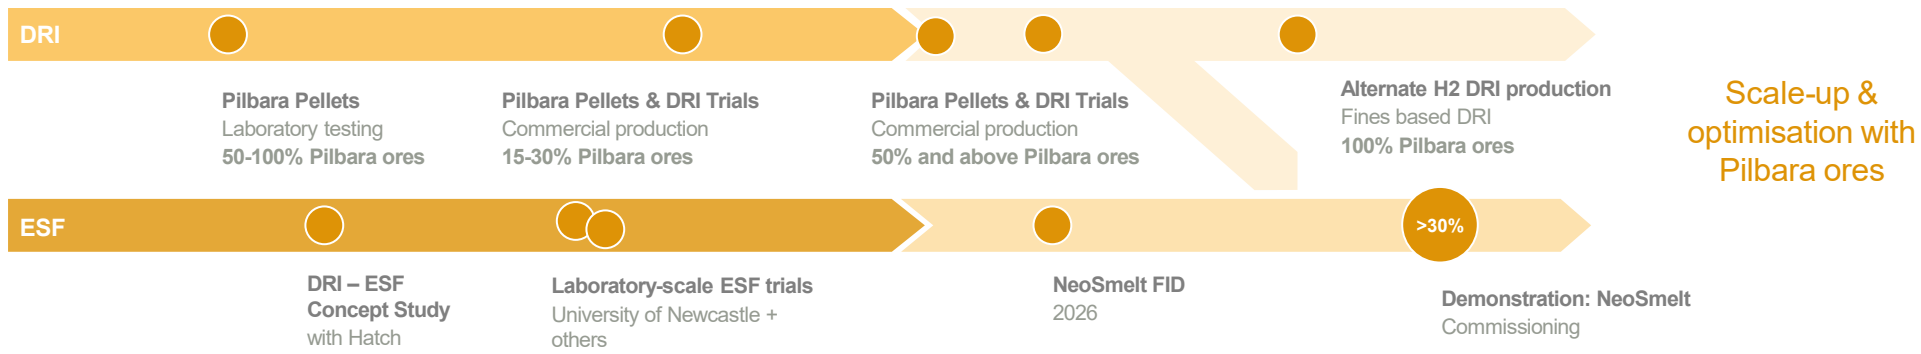 DRI
Pilbara Pellets
Laboratory testing
50-100% Pilbara ores
Pilbara Pellets & DRI Trials
Commercial production
15-30% Pilbara ores
Pilbara Pellets & DRI Trials
Commercial production
50% and above Pilbara ores
Alternate H2 DRI production
Fines based DRI
100% Pilbara ores
Scale-up &
optimisation with
Pilbara ores
ESF
>30%
DRI – ESF
Concept Study
with Hatch
Laboratory-scale ESF trials
University of Newcastle +
others
NeoSmelt FID
2026
Demonstration: NeoSmelt
Commissioning